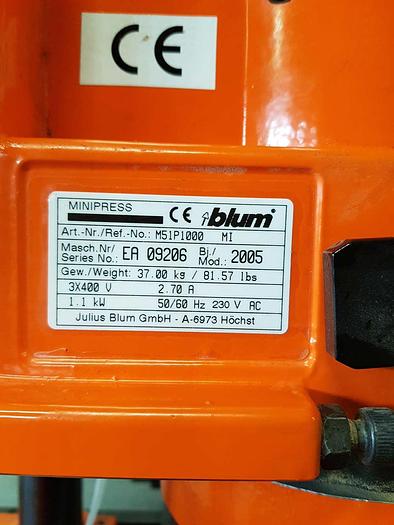 CE
MINIPRESS CE blum
Art.-Nr./Ref.-No.: M51P1000 MI
Masch.Nr/ Series No.: EA 09206 Bj./ Mod.: 2005
Gew./Weight: 37.00 kg / 81.57 lbs
3X400 V 2.70 A
1.1 kW 50/60 Hz 230 V AC
Julius Blum GmbH - A-6973 Höchst